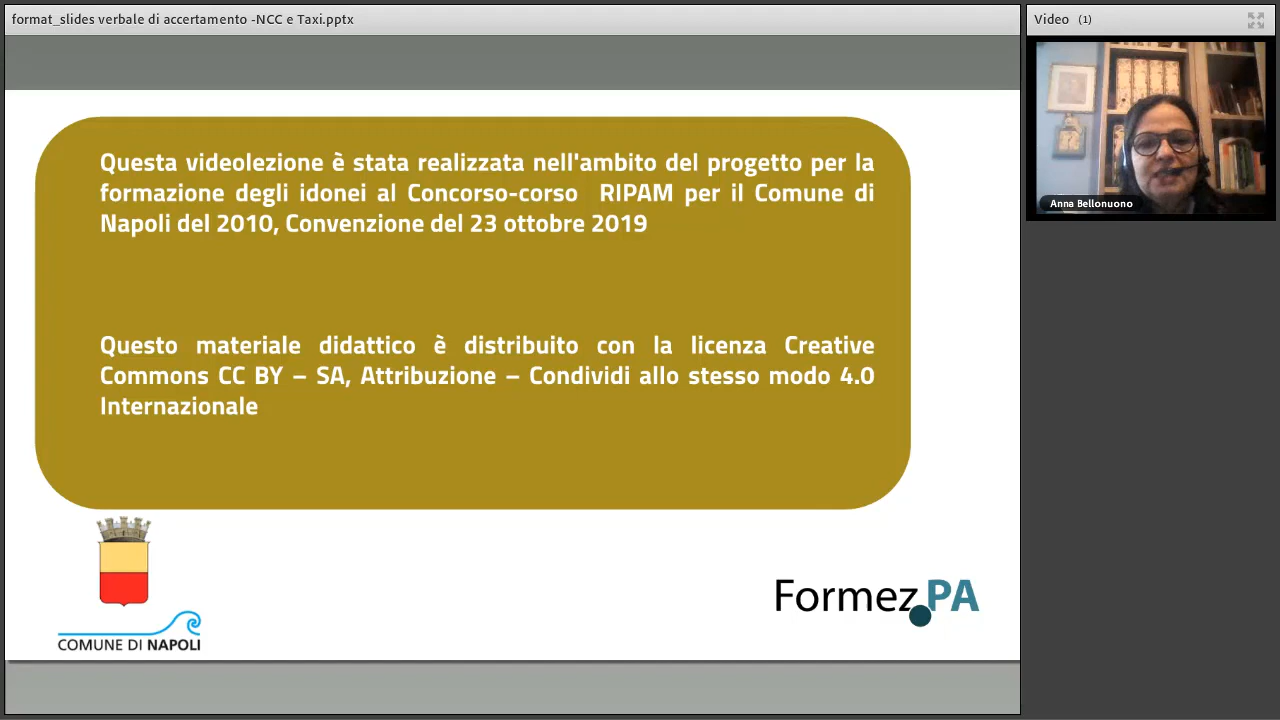 format_slides verbale di accertamento -NCC e Taxi.pptx
Video (1)
Anna Bellonuono
Questa videolezione è stata realizzata nell'ambito del progetto per la
formazione degli idonei al Concorso-corso RIPAM per il Comune di
Napoli del 2010, Convenzione del 23 ottobre 2019
Questo materiale didattico è distribuito con la licenza Creative
Commons CC BY – SA, Attribuzione – Condividi allo stesso modo 4.0
Internazionale
COMUNE DI NAPOLI
Formez PA